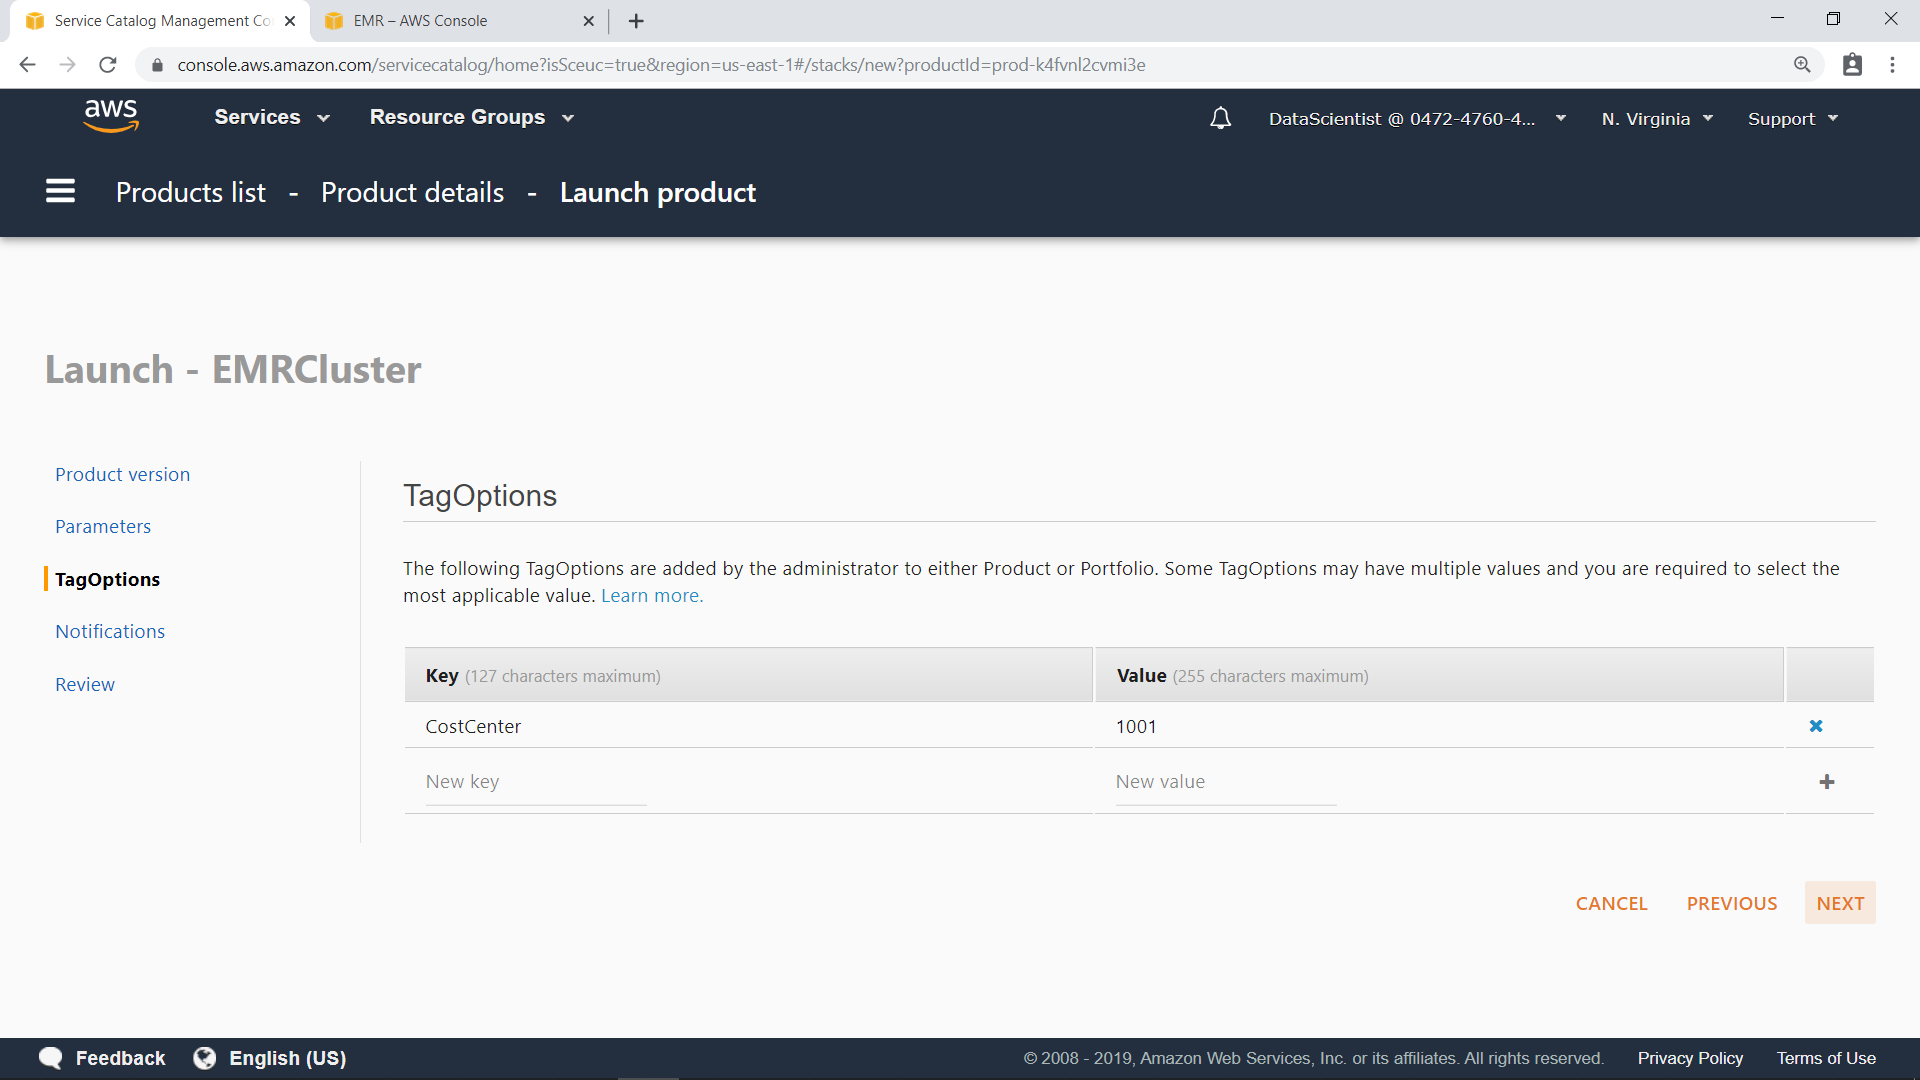 Service Catalog Management Co
EMR – AWS Console
console.aws.amazon.com/servicecatalog/home?isSceuc=true&region=us-east-1#/stacks/new?productId=prod-k4fvnl2cvmi3e
aws
Services
Resource Groups
DataScientist @ 0472-4760-4...
N. Virginia
Support
Products list - Product details - Launch product
Launch - EMRCluster
Product version
Parameters
TagOptions
Notifications
Review
TagOptions
The following TagOptions are added by the administrator to either Product or Portfolio. Some TagOptions may have multiple values and you are required to select the
most applicable value. Learn more.
Key (127 characters maximum)
Value (255 characters maximum)
CostCenter
1001
New key
New value
CANCEL
PREVIOUS
NEXT
Feedback
English (US)
© 2008 - 2019, Amazon Web Services, Inc. or its affiliates. All rights reserved.
Privacy Policy
Terms of Use